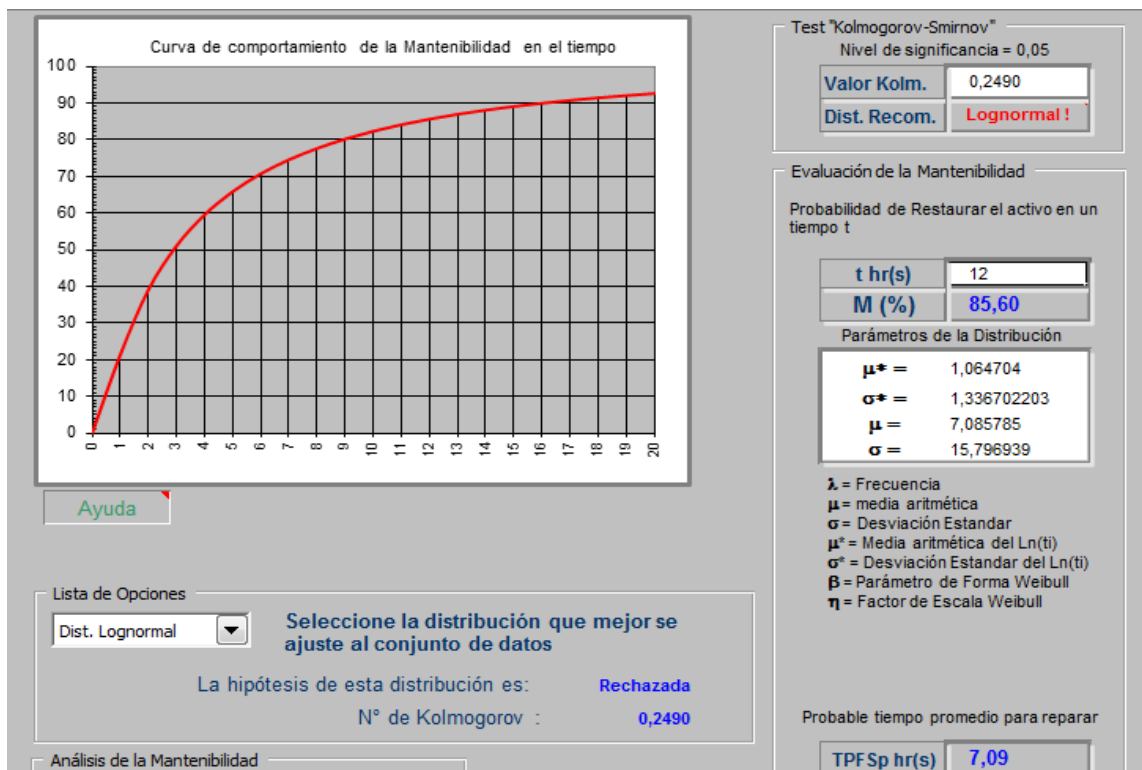 Curva de comportamiento de la Mantenibilidad en el tiempo
100
90
80
70
60
50
40
30
20
10
0
0 1 2 3 4 5 6 7 8 9 10 11 12 13 14 15 16 17 18 19 20
Ayuda
Lista de Opciones
Dist. Lognormal
Seleccione la distribución que mejor se
ajuste al conjunto de datos
La hipótesis de esta distribución es: Rechazada
N° de Kolmogorov : 0,2490
Análisis de la Mantenibilidad
Test "Kolmogorov-Smirnov"
Nivel de significancia = 0,05
Valor Kolm. 0,2490
Dist. Recom. Lognormal !
Evaluación de la Mantenibilidad
Probabilidad de Restaurar el activo en un
tiempo t
t hr(s) 12
M (%) 85,60
Parámetros de la Distribución
μ* = 1,064704
σ* = 1,336702203
μ = 7,085785
σ = 15,796939
λ = Frecuencia
μ = media aritmética
σ = Desviación Estandar
μ* = Media aritmética del Ln(ti)
σ* = Desviación Estandar del Ln(ti)
β = Parámetro de Forma Weibull
η = Factor de Escala Weibull
Probable tiempo promedio para reparar
TPFSp hr(s) 7,09